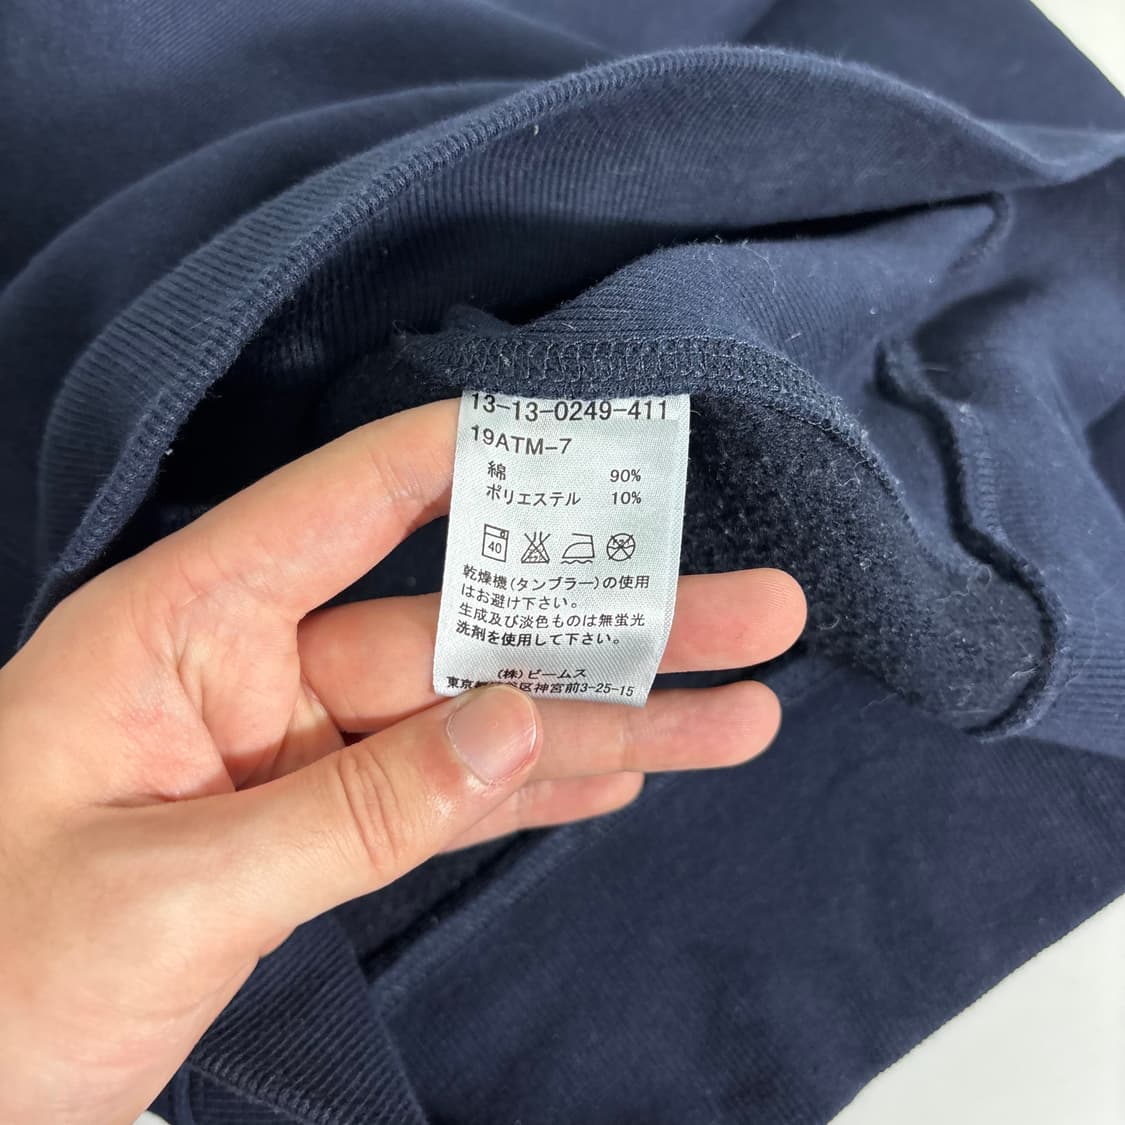 13-13-0249-411
19ATM-7
綿 90%
ポリエステル 10%
40
乾燥機(タンブラー)の使用
はお避け下さい。
生成及び淡色ものは無蛍光
洗剤を使用して下さい。
(株)ビームス
東京 区神宮前3-25-15